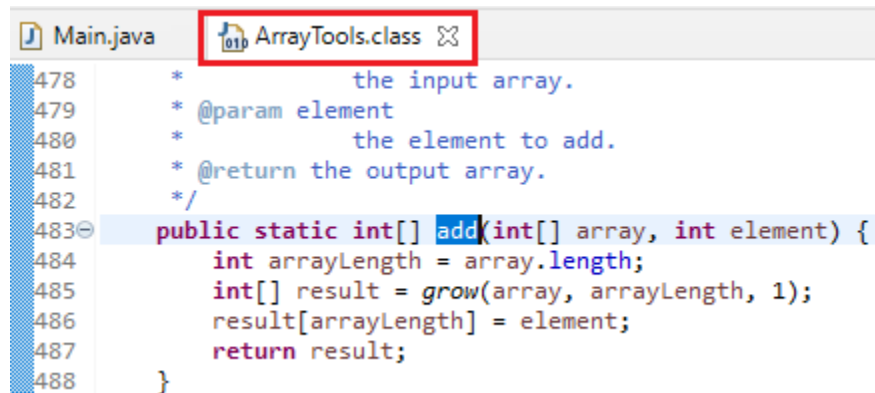 Main.java ArrayTools.class
478 * the input array.
479 * @param element
480 * the element to add.
481 * @return the output array.
482 */
483 public static int[] add(int[] array, int element) {
484 int arrayLength = array.length;
485 int[] result = grow(array, arrayLength, 1);
486 result[arrayLength] = element;
487 return result;
488 }